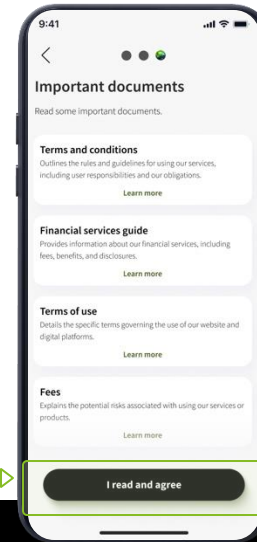 9:41
Important documents
Read some important documents.
Terms and conditions
Outlines the rules and guidelines for using our services,
including user responsibilities and our obligations.
Learn more
Financial services guide
Provides information about our financial services, including
fees, benefits, and disclosures.
Learn more
Terms of use
Details the specific terms governing the use of our website and
digital platforms.
Learn more
Fees
Explains the potential risks associated with using our services or
products.
Learn more
I read and agree